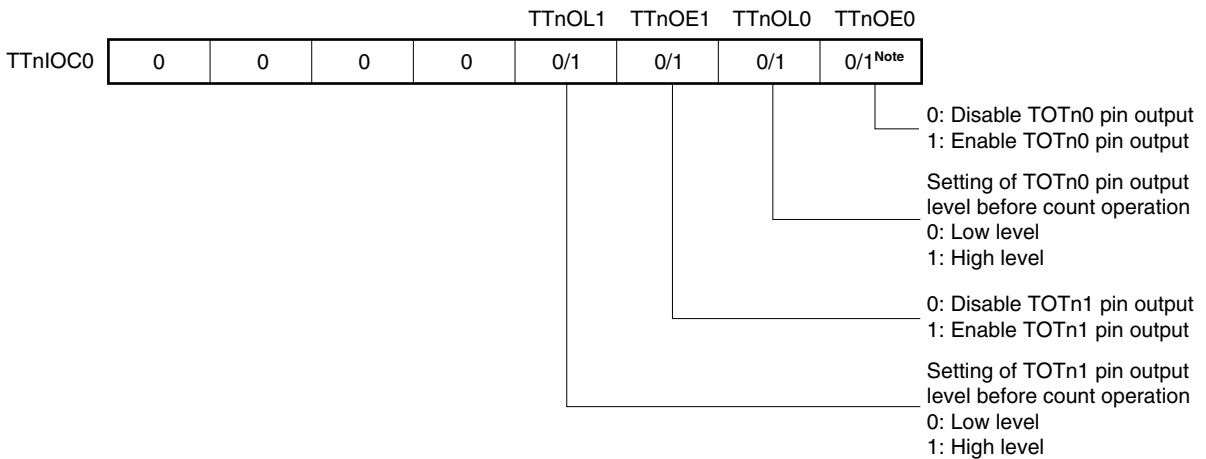 TTnOL1 TTnOE1 TTnOL0 TTnOE0
TTnIOC0 0 0 0 0 0/1 0/1 0/1 0/1Note
0: Disable TOTn0 pin output
1: Enable TOTn0 pin output
Setting of TOTn0 pin output
level before count operation
0: Low level
1: High level
0: Disable TOTn1 pin output
1: Enable TOTn1 pin output
Setting of TOTn1 pin output
level before count operation
0: Low level
1: High level